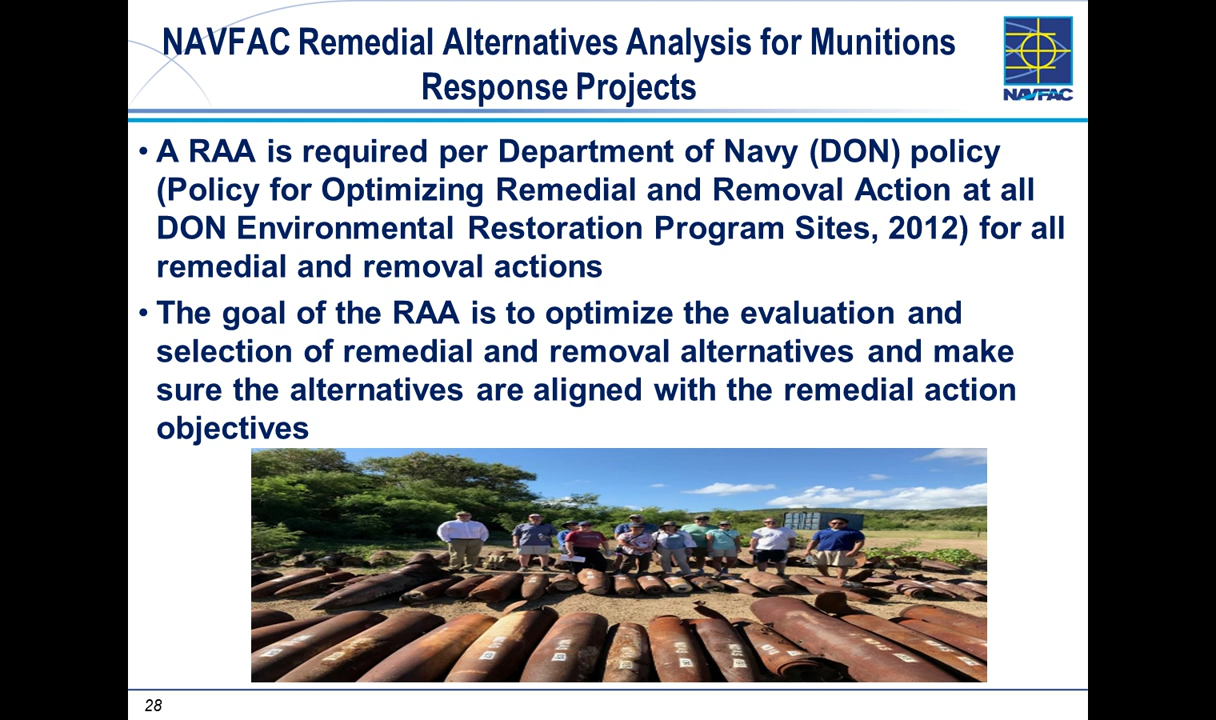 NAVFAC Remedial Alternatives Analysis for Munitions
Response Projects
NAVFAC
• A RAA is required per Department of Navy (DON) policy
(Policy for Optimizing Remedial and Removal Action at all
DON Environmental Restoration Program Sites, 2012) for all
remedial and removal actions
• The goal of the RAA is to optimize the evaluation and
selection of remedial and removal alternatives and make
sure the alternatives are aligned with the remedial action
objectives
28